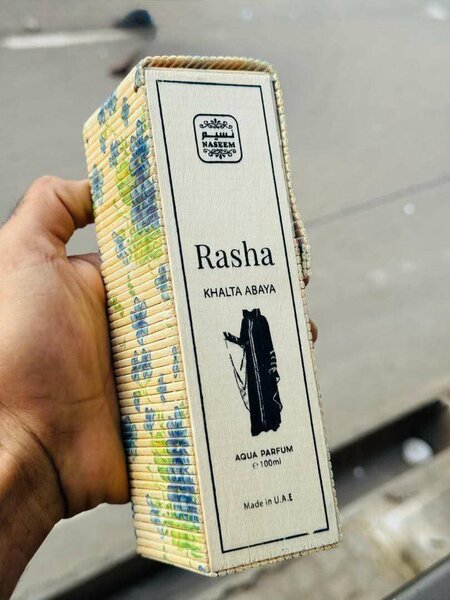 نسيم
NASEEM
Rasha
KHALTA ABAYA
AQUA PARFUM
℮100ml
Made in U.A.E